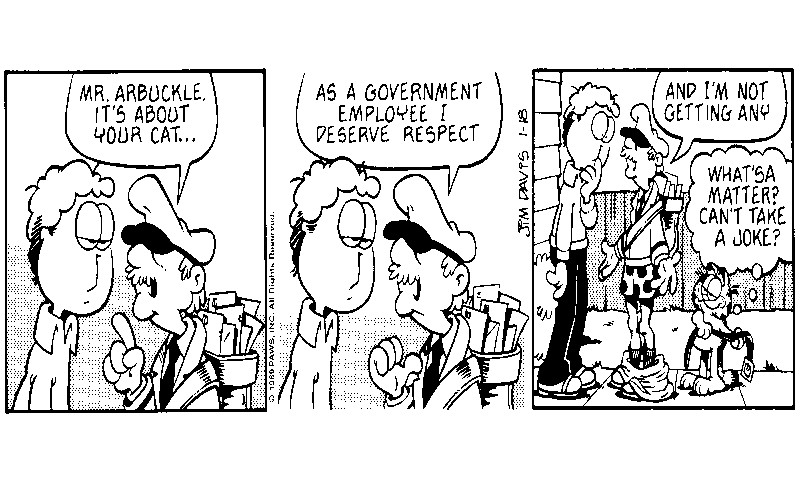 MR. ARBUCKLE,
IT'S ABOUT
YOUR CAT...
AS A GOVERNMENT
EMPLOYEE I
DESERVE RESPECT
© 1989 PAWS, INC. All Rights Reserved.
JIM DAVIS 1-18
AND I'M NOT
GETTING ANY
WHAT'SA
MATTER?
CAN'T TAKE
A JOKE?